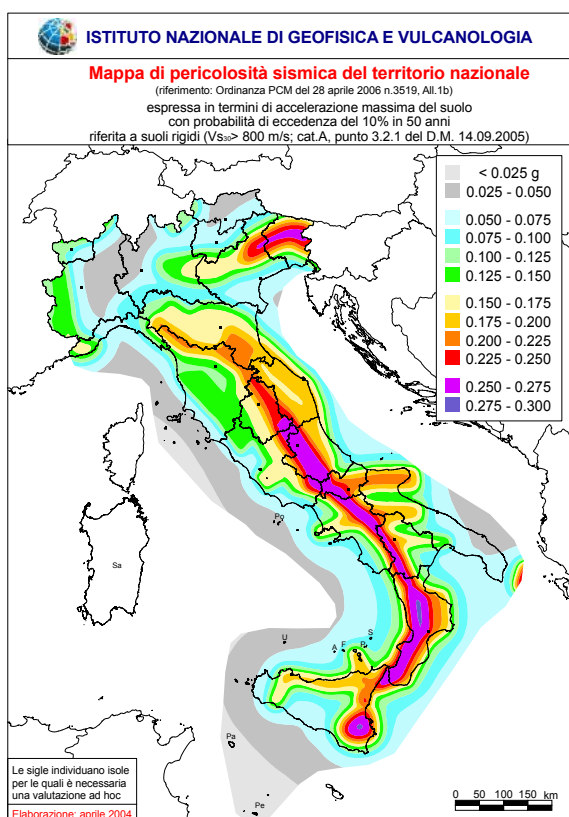 ISTITUTO NAZIONALE DI GEOFISICA E VULCANOLOGIA
Mappa di pericolosità sismica del territorio nazionale
(riferimento: Ordinanza PCM del 28 aprile 2006 n.3519, All.1b)
espressa in termini di accelerazione massima del suolo
con probabilità di eccedenza del 10% in 50 anni
riferita a suoli rigidi (Vs30> 800 m/s; cat.A, punto 3.2.1 del D.M. 14.09.2005)
< 0.025 g
0.025 - 0.050
0.050 - 0.075
0.075 - 0.100
0.100 - 0.125
0.125 - 0.150
0.150 - 0.175
0.175 - 0.200
0.200 - 0.225
0.225 - 0.250
0.250 - 0.275
0.275 - 0.300
Po
Sa
U
A
F
P
S
Pa
Pe
Le sigle individuano isole
per le quali è necessaria
una valutazione ad hoc
Elaborazione: aprile 2004
0 50 100 150 km